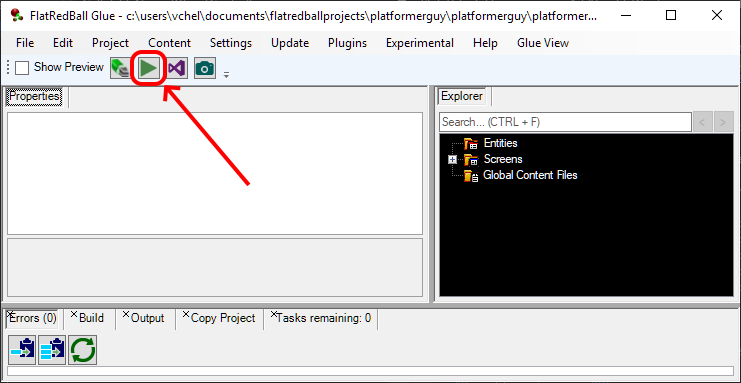 FlatRedBall Glue - c:\users\vchel\documents\flatredballprojects\platformerguy\platformerguy\platformer...
File Edit Project Content Settings Update Plugins Experimental Help Glue View
Show Preview
Properties
Explorer
Search... (CTRL + F)
< >
Entities
Screens
Global Content Files
Errors (0) Build Output Copy Project Tasks remaining: 0